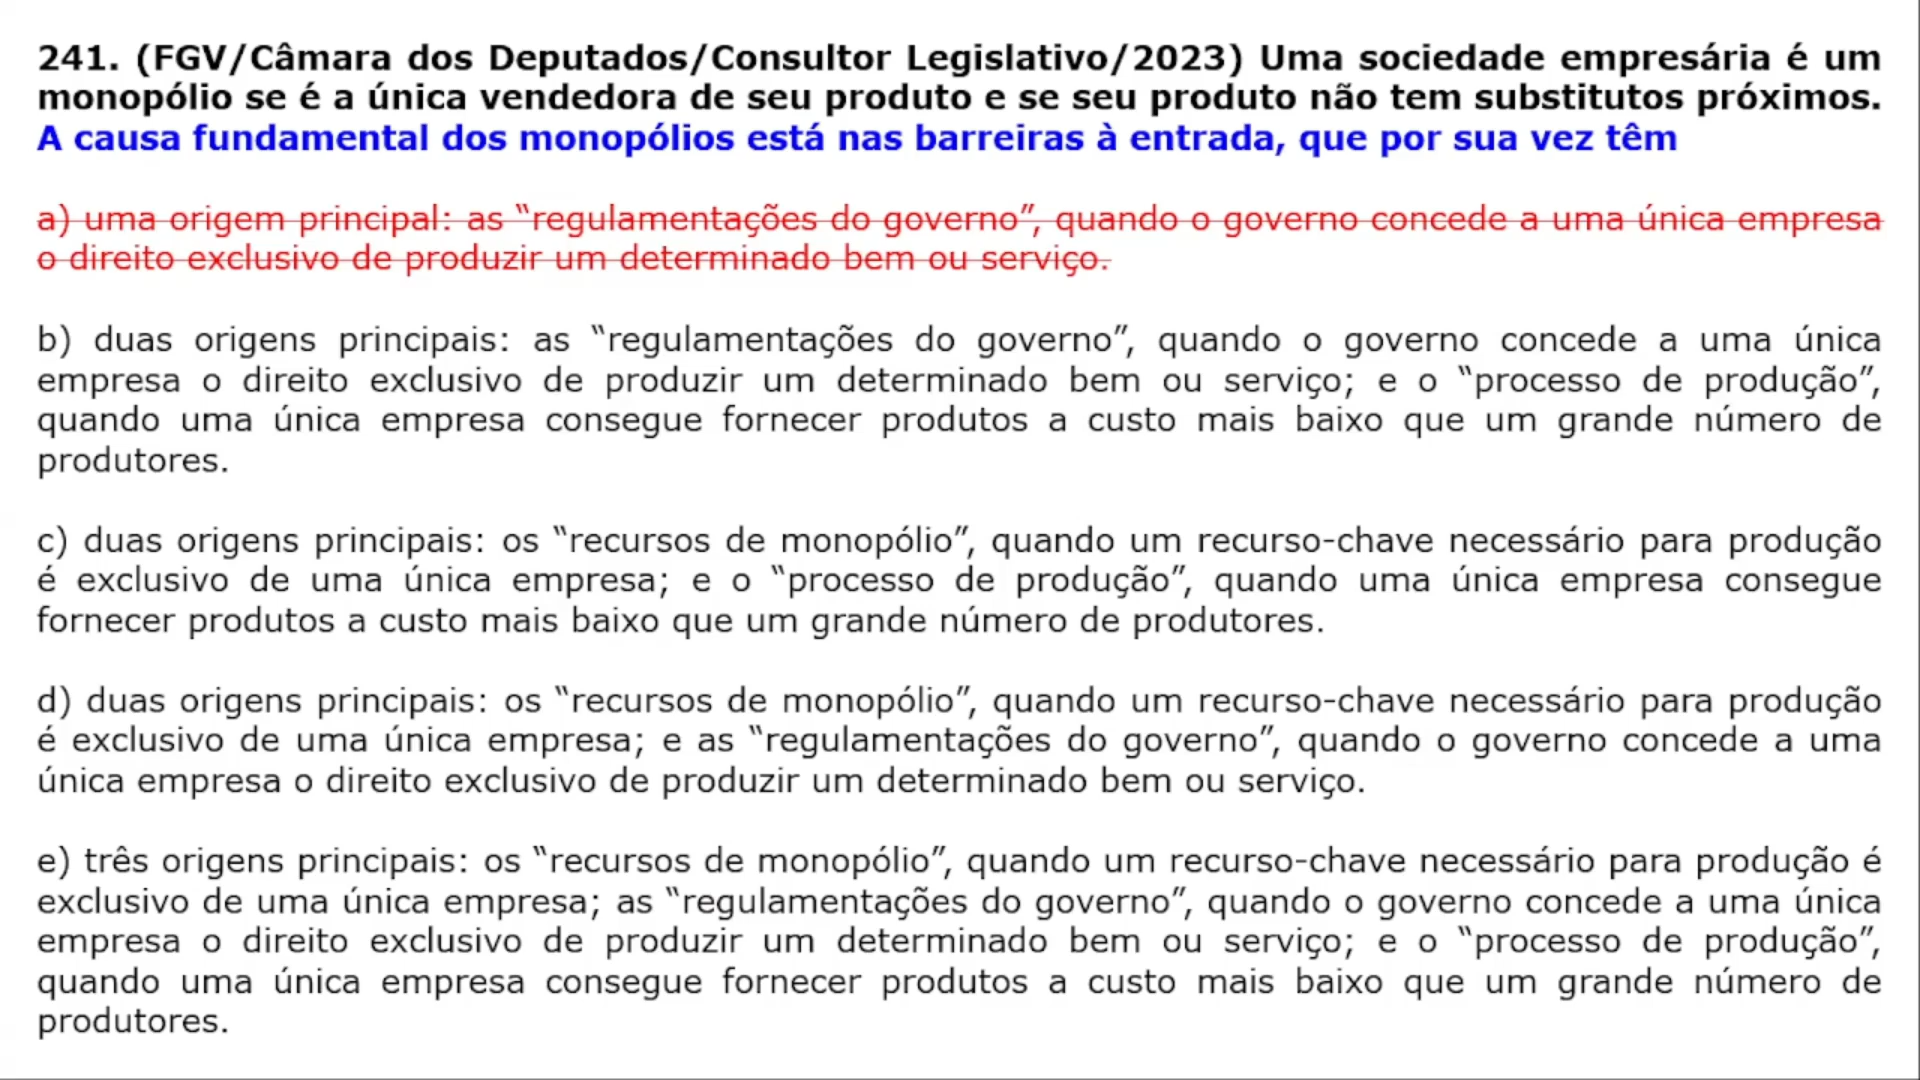 241. (FGV/Câmara dos Deputados/Consultor Legislativo/2023) Uma sociedade empresária é um
monopólio se é a única vendedora de seu produto e se seu produto não tem substitutos próximos.
A causa fundamental dos monopólios está nas barreiras à entrada, que por sua vez têm
a) uma origem principal: as “regulamentações do governo”, quando o governo concede a uma única empresa
o direito exclusivo de produzir um determinado bem ou serviço.
b) duas origens principais: as “regulamentações do governo”, quando o governo concede a uma única
empresa o direito exclusivo de produzir um determinado bem ou serviço; e o “processo de produção”,
quando uma única empresa consegue fornecer produtos a custo mais baixo que um grande número de
produtores.
c) duas origens principais: os “recursos de monopólio”, quando um recurso-chave necessário para produção
é exclusivo de uma única empresa; e o “processo de produção”, quando uma única empresa consegue
fornecer produtos a custo mais baixo que um grande número de produtores.
d) duas origens principais: os “recursos de monopólio”, quando um recurso-chave necessário para produção
é exclusivo de uma única empresa; e as “regulamentações do governo”, quando o governo concede a uma
única empresa o direito exclusivo de produzir um determinado bem ou serviço.
e) três origens principais: os “recursos de monopólio”, quando um recurso-chave necessário para produção é
exclusivo de uma única empresa; as “regulamentações do governo”, quando o governo concede a uma única
empresa o direito exclusivo de produzir um determinado bem ou serviço; e o “processo de produção”,
quando uma única empresa consegue fornecer produtos a custo mais baixo que um grande número de
produtores.